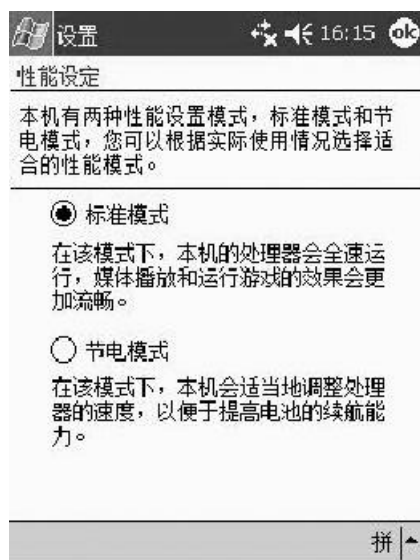 设置 16:15 ok
性能设定
本机有两种性能设置模式，标准模式和节
电模式，您可以根据实际使用情况选择适
合的性能模式。
标准模式
在该模式下，本机的处理器会全速运
行，媒体播放和运行游戏的效果会更
加流畅。
节电模式
在该模式下，本机会适当地调整处理
器的速度，以便于提高电池的续航能
力。
拼